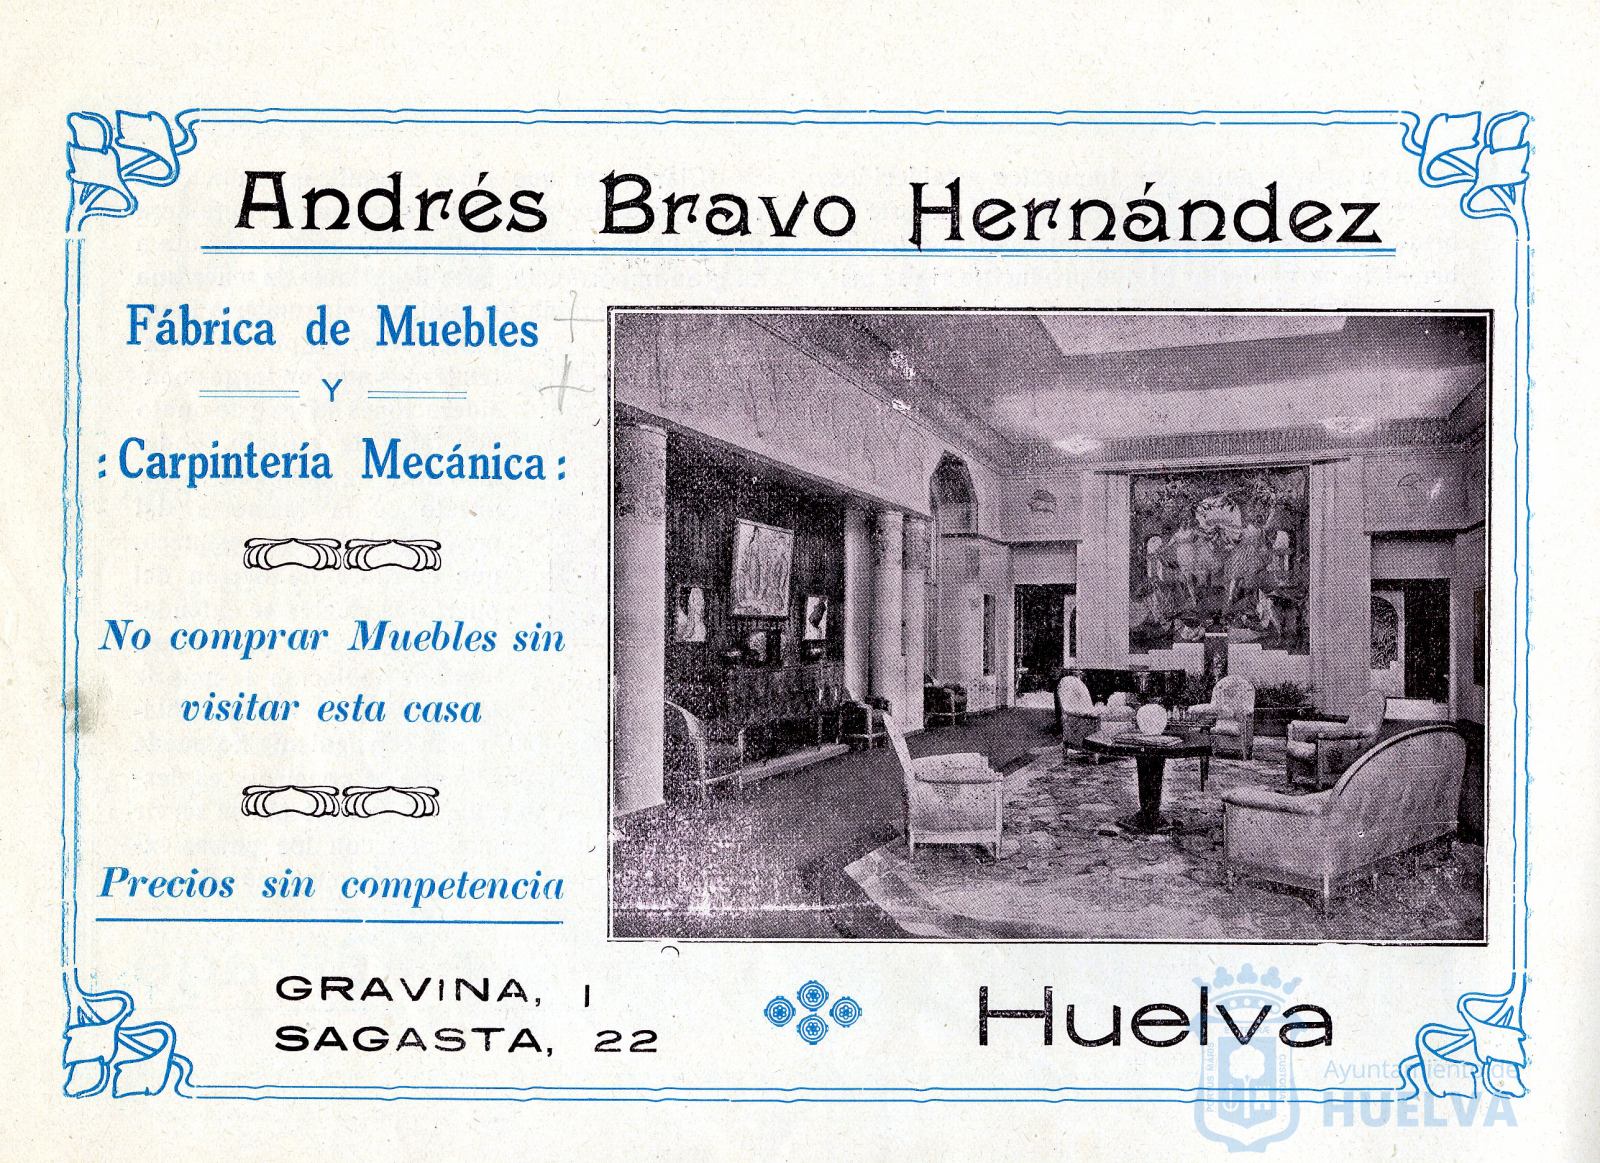 Andrés Bravo Hernández
Fábrica de Muebles
Y
: Carpintería Mecánica :
No comprar Muebles sin
visitar esta casa
Precios sin competencia
GRAVINA, 1
SAGASTA, 22
Huelva
Ayuntamiento de
HUELVA